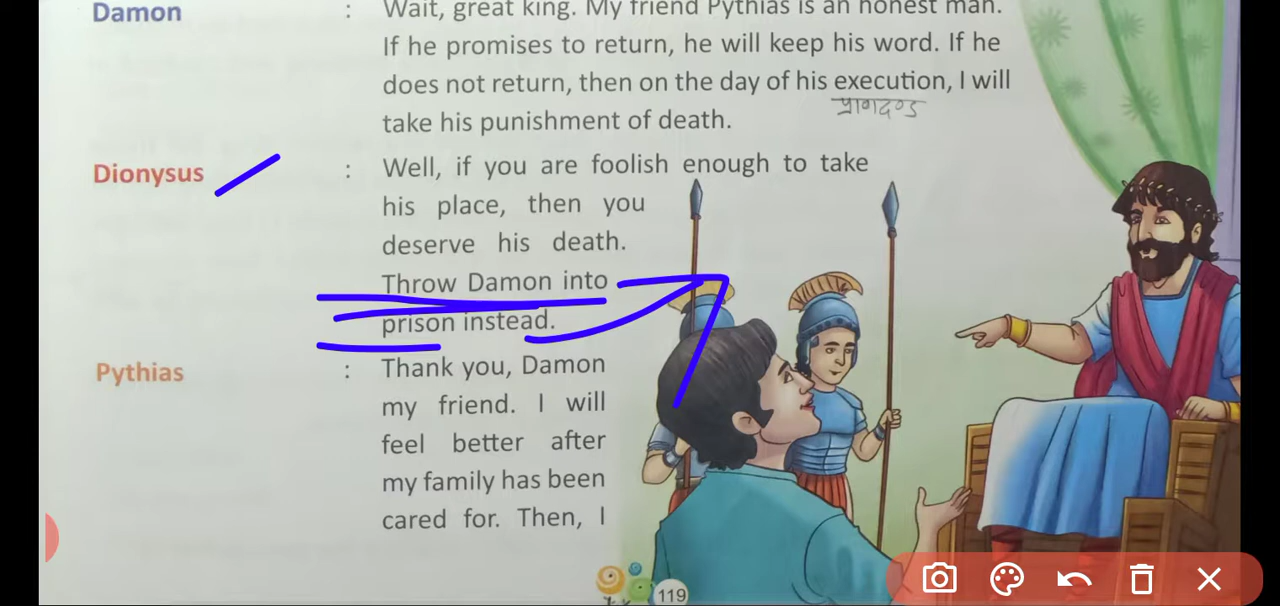 Damon : Wait, great king. My friend Pythias is an honest man.
If he promises to return, he will keep his word. If he
does not return, then on the day of his execution, I will
प्राणदण्ड
take his punishment of death.
Dionysus : Well, if you are foolish enough to take
his place, then you
deserve his death.
Throw Damon into
prison instead.
Pythias : Thank you, Damon
my friend. I will
feel better after
my family has been
cared for. Then, I
119